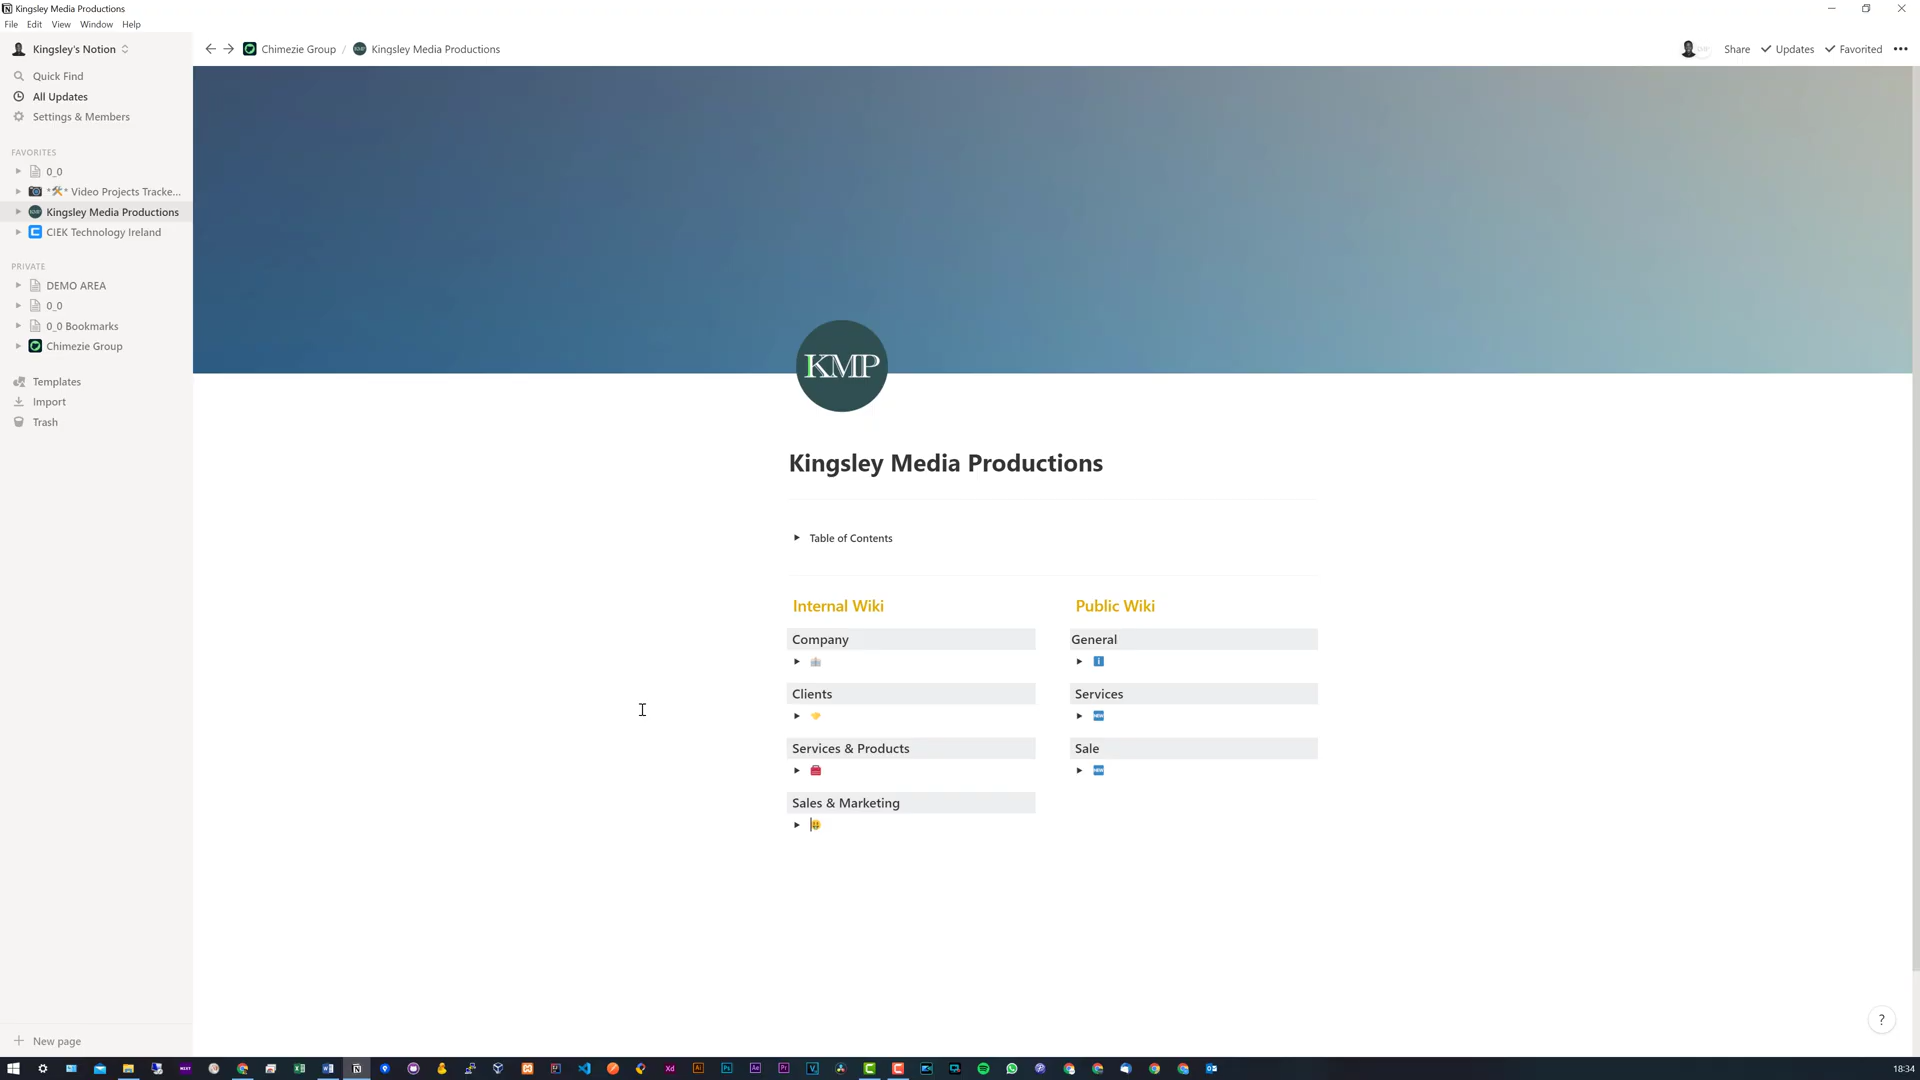 Kingsley Media Productions
File Edit View Window Help
Kingsley's Notion
Chimezie Group / Kingsley Media Productions
Share Updates Favorited
Quick Find
All Updates
Settings & Members
FAVORITES
0_0
*🛠* Video Projects Tracke...
Kingsley Media Productions
CIEK Technology Ireland
PRIVATE
DEMO AREA
0_0
0_0 Bookmarks
Chimezie Group
Templates
Import
Trash
New page
KMP
Kingsley Media Productions
Table of Contents
Internal Wiki
Company
Clients
Services & Products
Sales & Marketing
Public Wiki
General
Services
Sale
?
18:34